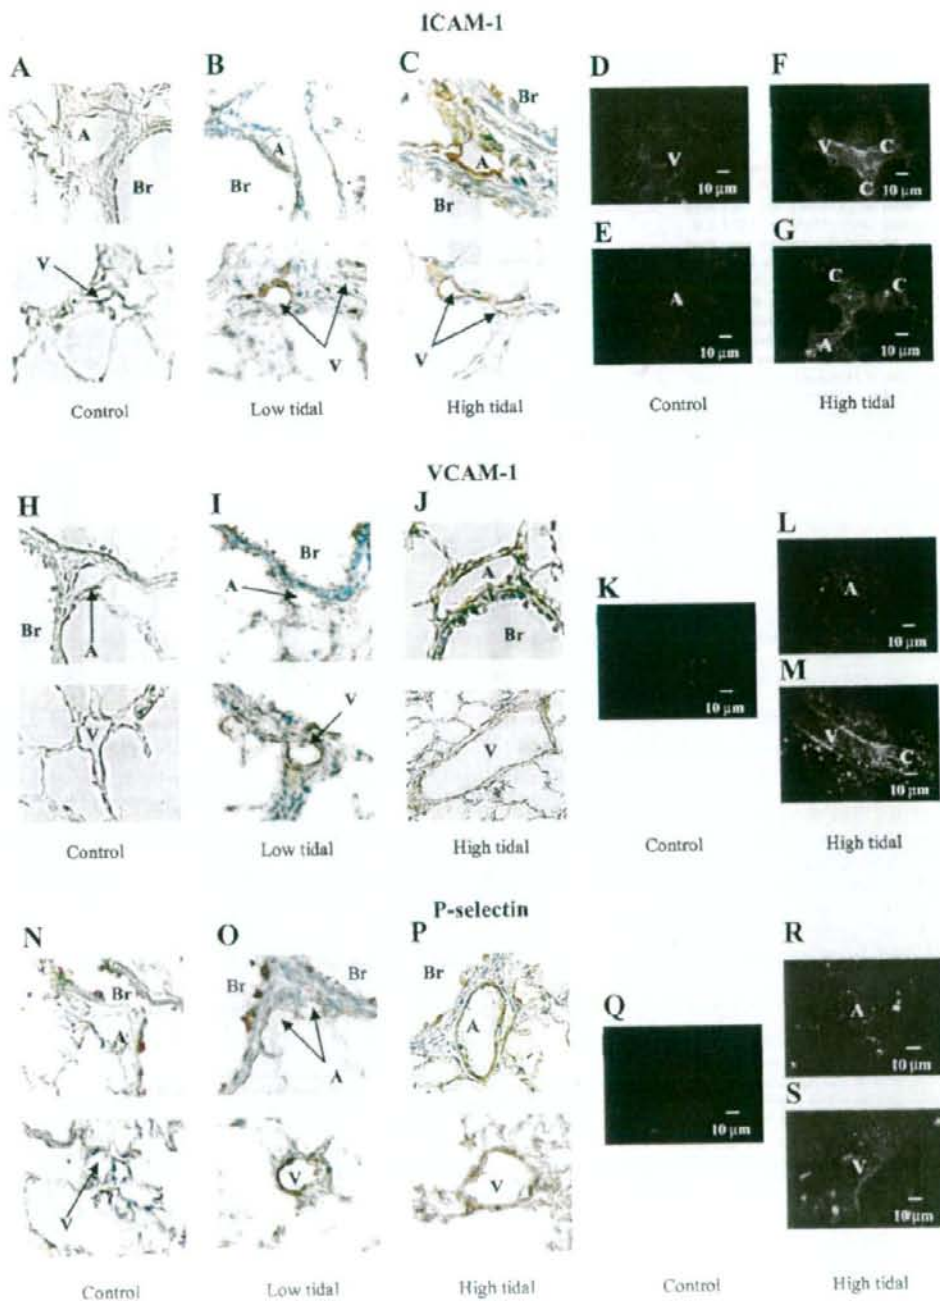 ICAM-1
A B C D F
A Br
A Br
Br A Br
V 10 µm
V C C 10 µm
E G
V
V
V
A 10 µm
C C A 10 µm
Control Low tidal High tidal Control High tidal
VCAM-1
H I J L
Br A
Br A
A Br
K
10 µm
A 10 µm
M
V
V
V
V C 10 µm
Control Low tidal High tidal Control High tidal
P-selectin
N O P R
Br A
Br Br A
Br A
Q
10 µm
A 10 µm
S
V
V
V
V 10 µm
Control Low tidal High tidal Control High tidal